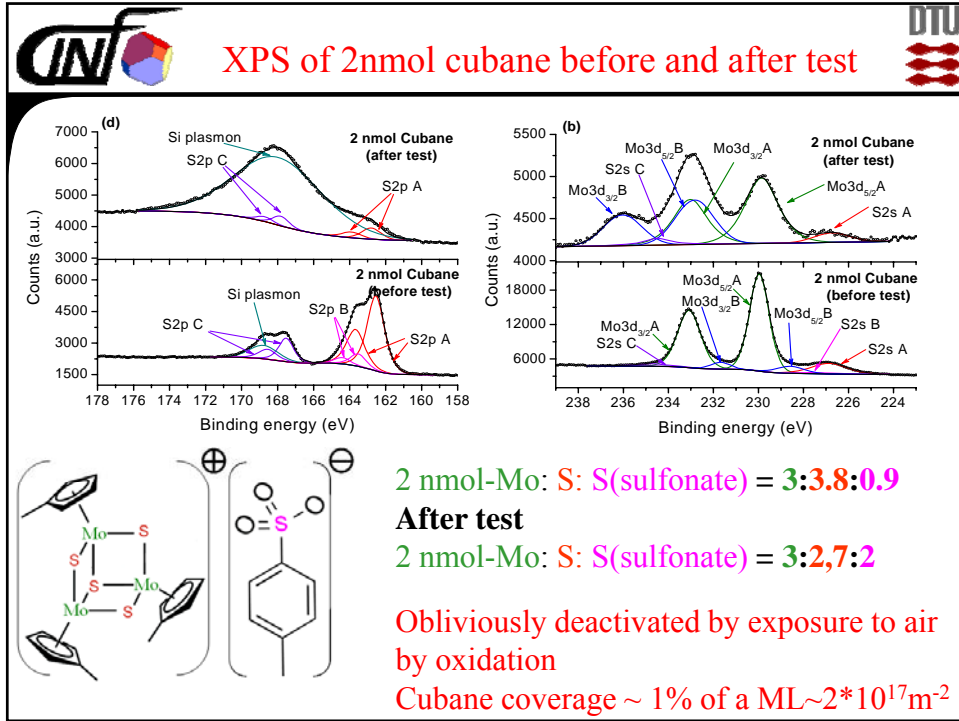 CINF
DTU
XPS of 2nmol cubane before and after test
(d)
Si plasmon
S2p C
2 nmol Cubane
(after test)
S2p A
7000
6000
5000
4000
3000
Counts (a.u.)
2 nmol Cubane
(before test)
Si plasmon
S2p B
S2p C
S2p A
6000
4500
3000
1500
178 176 174 172 170 168 166 164 162 160 158
Binding energy (eV)
(b)
2 nmol Cubane
(after test)
Mo3d5/2B
Mo3d3/2A
S2s C
Mo3d3/2B
Mo3d5/2A
S2s A
5500
5250
4500
4000
Counts (a.u.)
2 nmol Cubane
(before test)
Mo3d5/2A
Mo3d3/2B
Mo3d5/2B
Mo3d3/2A
S2s C
S2s B
S2s A
18000
14000
6000
238 236 234 232 230 228 226 224
Binding energy (eV)
⊕
⊖
Mo
S
S
S
Mo
Mo
S
O
O
S
O
2 nmol-Mo: S: S(sulfonate) = 3:3.8:0.9
After test
2 nmol-Mo: S: S(sulfonate) = 3:2,7:2
Obliviously deactivated by exposure to air
by oxidation
Cubane coverage ~ 1% of a ML~2*10¹⁷m⁻²